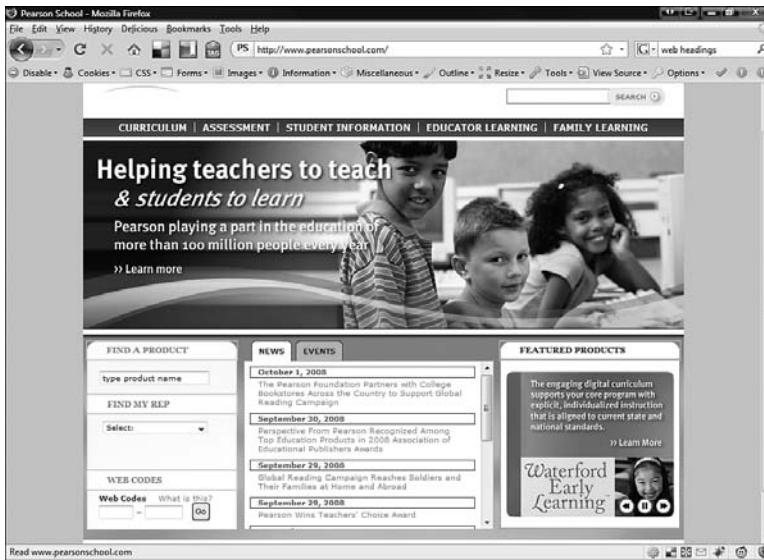 Pearson School - Mozilla Firefox
File Edit View History Delicious Bookmarks Tools Help
TAG
PS http://www.pearsonschool.com/
G web headings
Disable Cookies CSS Forms Images Information Miscellaneous Outline Resize Tools View Source Options
SEARCH
CURRICULUM | ASSESSMENT | STUDENT INFORMATION | EDUCATOR LEARNING | FAMILY LEARNING
Helping teachers to teach
& students to learn
Pearson playing a part in the education of
more than 100 million people every year
>> Learn more
FIND A PRODUCT
type product name
FIND MY REP
Select:
WEB CODES
Web Codes What is this?
– Go
NEWS EVENTS
October 1, 2008
The Pearson Foundation Partners with College
Bookstores Across the Country to Support Global
Reading Campaign
September 30, 2008
Perspective From Pearson Recognized Among
Top Education Products in 2008 Association of
Educational Publishers Awards
September 29, 2008
Global Reading Campaign Reaches Soldiers and
Their Families at Home and Abroad
September 29, 2008
Pearson Wins Teachers' Choice Award
FEATURED PRODUCTS
The engaging digital curriculum
supports your core program with
explicit, individualized instruction
that is aligned to current state and
national standards.
>> Learn More
Waterford
Early
Learning™
Read www.pearsonschool.com